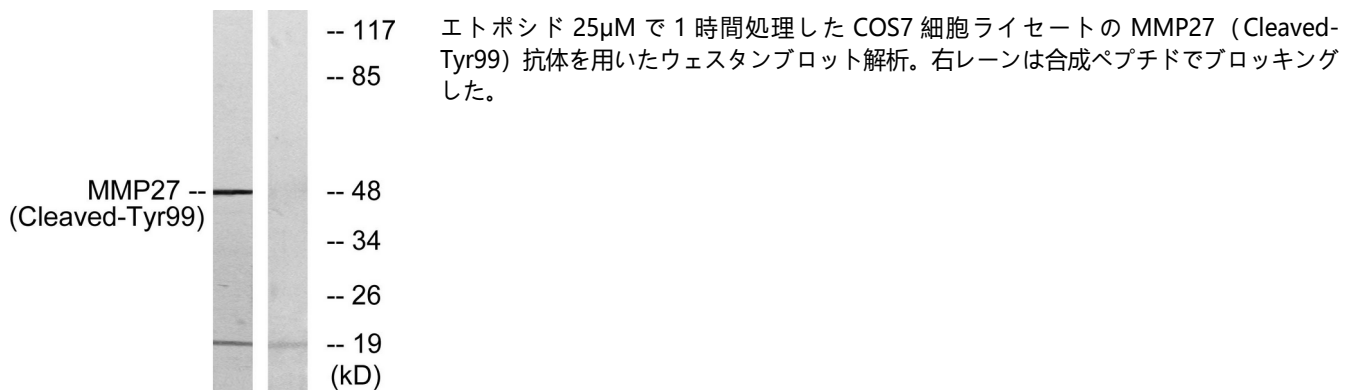 -- 117
-- 85
MMP27 --
(Cleaved-Tyr99)
-- 48
-- 34
-- 26
-- 19
(kD)
エトポシド 25µM で 1 時間処理した COS7 細胞ライセートの MMP27（Cleaved-
Tyr99）抗体を用いたウェスタンブロット解析。右レーンは合成ペプチドでブロッキング
した。